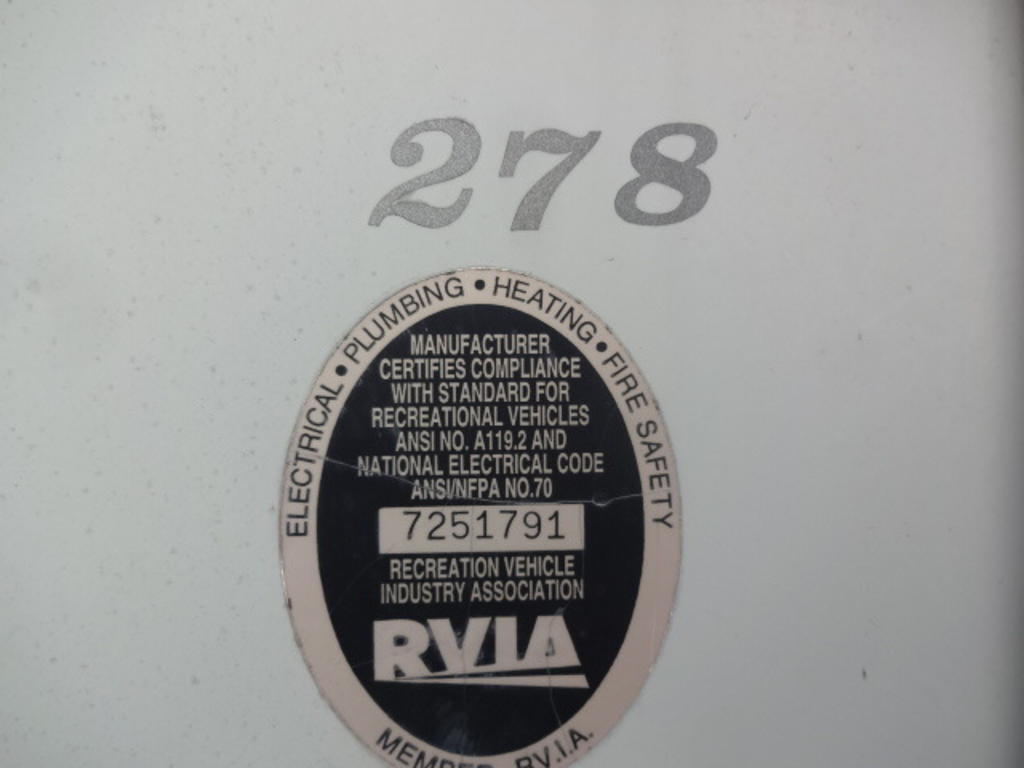 278
ELECTRICAL • PLUMBING • HEATING • FIRE SAFETY
MANUFACTURER
CERTIFIES COMPLIANCE
WITH STANDARD FOR
RECREATIONAL VEHICLES
ANSI NO. A119.2 AND
NATIONAL ELECTRICAL CODE
ANSI/NFPA NO.70
7251791
RECREATION VEHICLE
INDUSTRY ASSOCIATION
RVIA
MEMBER R.V.I.A.